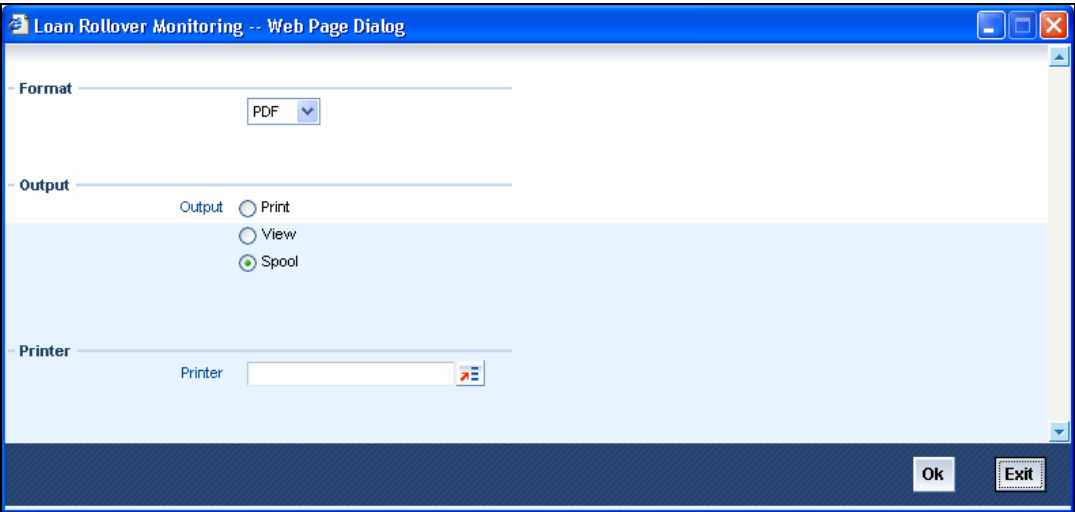 Loan Rollover Monitoring -- Web Page Dialog
Format
PDF
Output
Output Print
View
Spool
Printer
Printer
Ok Exit